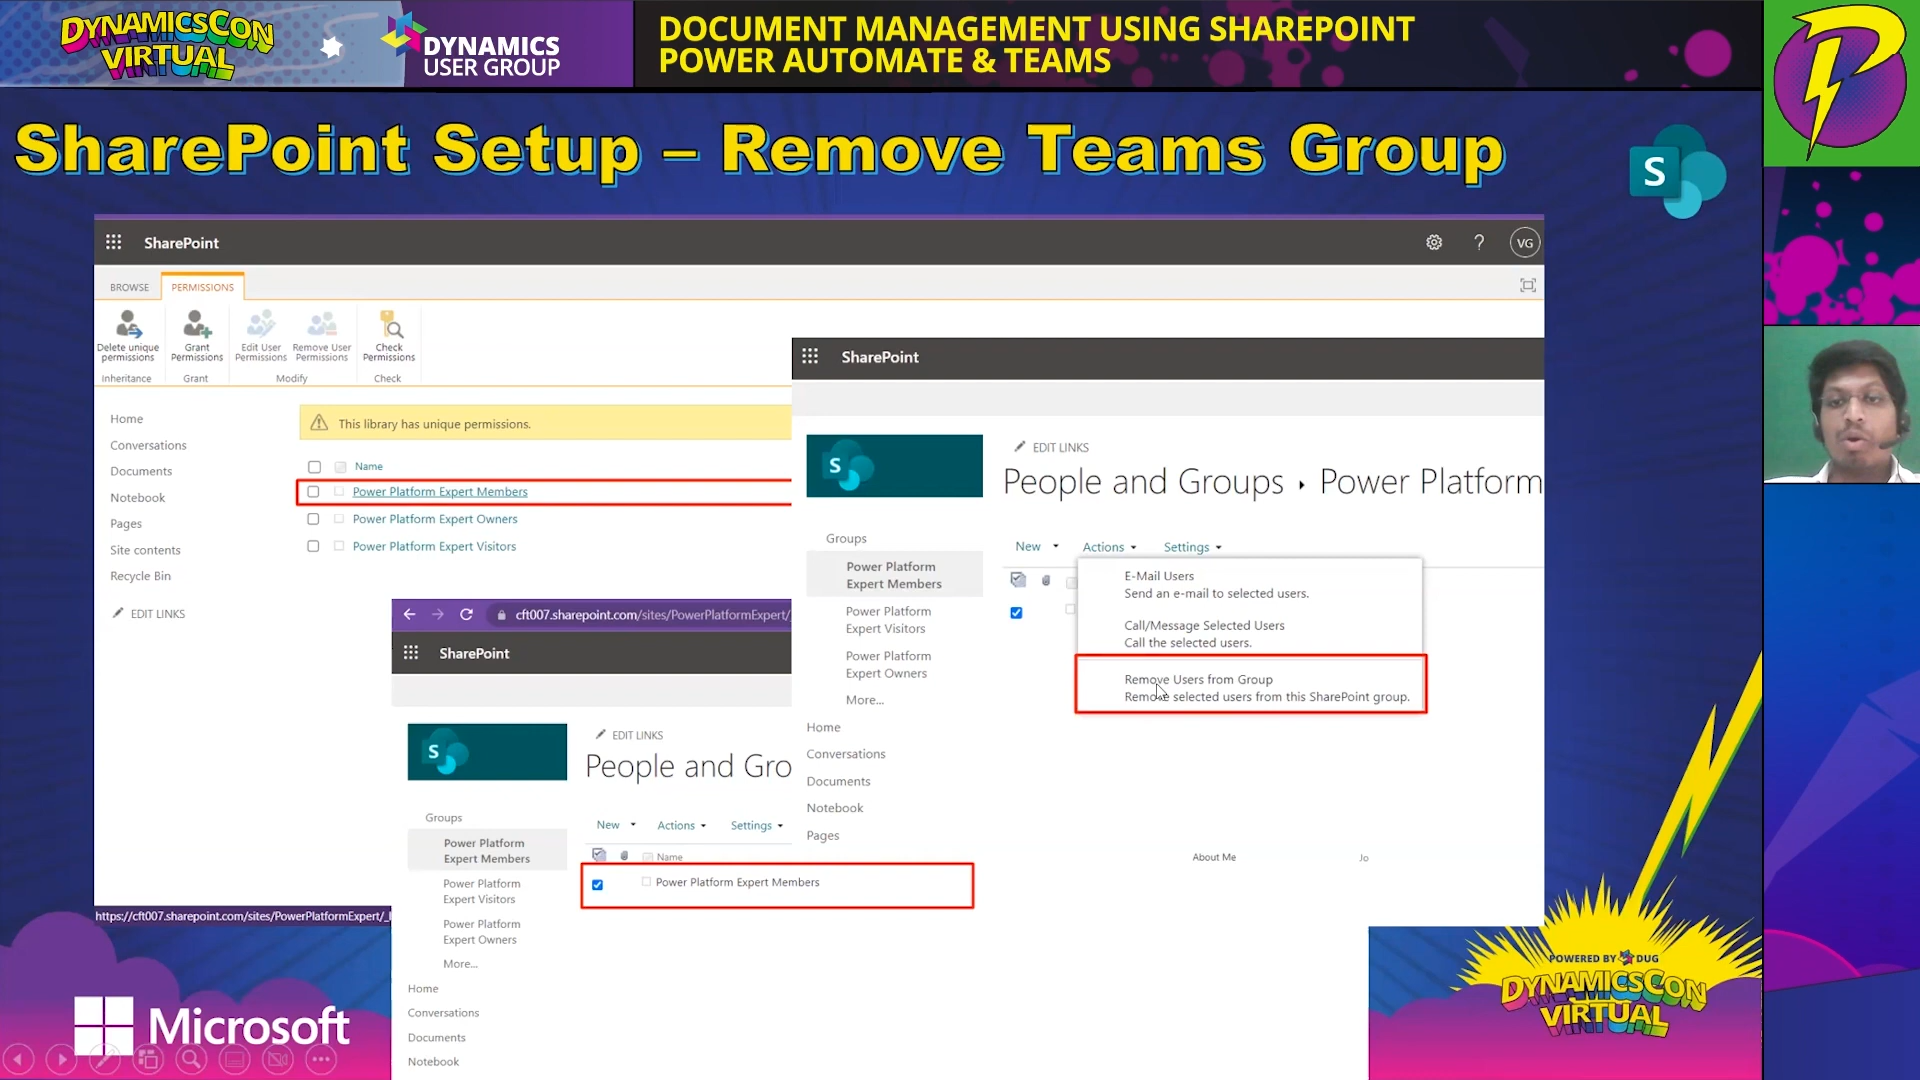 DYNAMICSCON
VIRTUAL
DYNAMICS
USER GROUP
DOCUMENT MANAGEMENT USING SHAREPOINT
POWER AUTOMATE & TEAMS
SharePoint Setup – Remove Teams Group
S
SharePoint
?
VG
BROWSE
PERMISSIONS
Delete unique
permissions
Grant
Permissions
Edit User
Permissions
Remove User
Permissions
Check
Permissions
Inheritance
Grant
Modify
Check
Home
Conversations
Documents
Notebook
Pages
Site contents
Recycle Bin
EDIT LINKS
This library has unique permissions.
Name
Power Platform Expert Members
Power Platform Expert Owners
Power Platform Expert Visitors
https://cft007.sharepoint.com/sites/PowerPlatformExpert/_l
cft007.sharepoint.com/sites/PowerPlatformExpert/
SharePoint
S
EDIT LINKS
People and Gro
Groups
Power Platform
Expert Members
Power Platform
Expert Visitors
Power Platform
Expert Owners
More...
Home
Conversations
Documents
Notebook
New
Actions
Settings
Name
Power Platform Expert Members
SharePoint
S
EDIT LINKS
People and Groups ▸ Power Platform
Groups
Power Platform
Expert Members
Power Platform
Expert Visitors
Power Platform
Expert Owners
More...
Home
Conversations
Documents
Notebook
Pages
New
Actions
Settings
E-Mail Users
Send an e-mail to selected users.
Call/Message Selected Users
Call the selected users.
Remove Users from Group
Remove selected users from this SharePoint group.
About Me
Jo
Microsoft
POWERED BY DUG
DYNAMICSCON
VIRTUAL